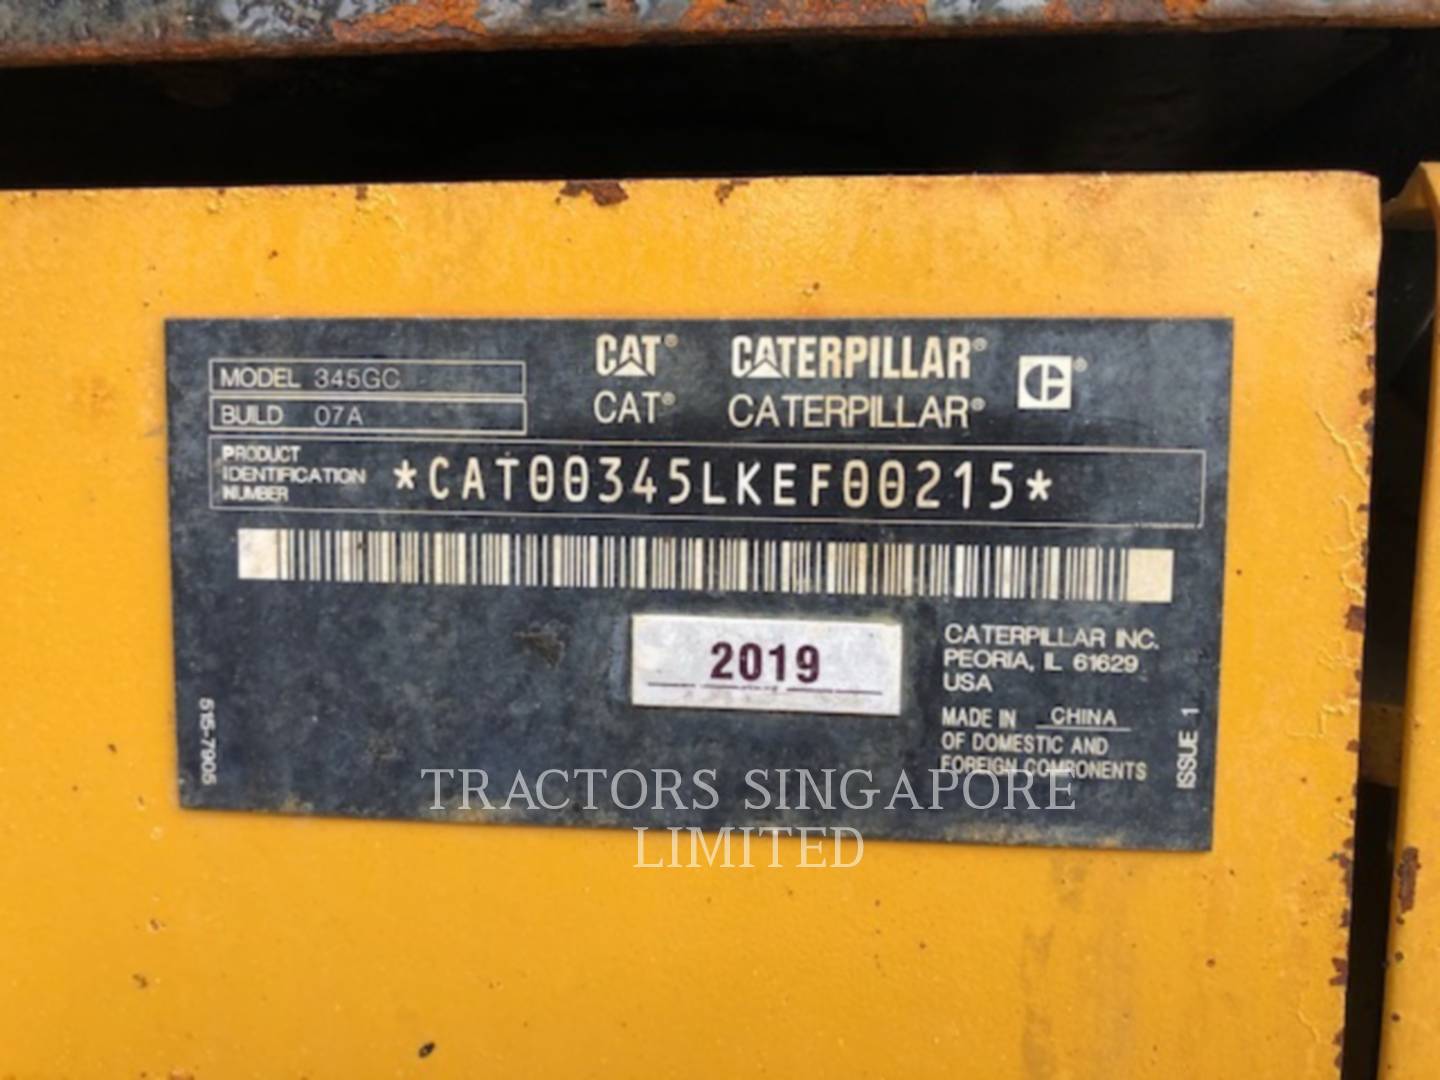 MODEL 345GC
BUILD 07A
CAT® CATERPILLAR® CE®
CAT® CATERPILLAR®
PRODUCT
IDENTIFICATION
NUMBER
*CAT00345LKEF00215*
2019
CATERPILLAR INC.
PEORIA, IL 61629
USA
MADE IN CHINA
OF DOMESTIC AND
FOREIGN COMPONENTS
ISSUE 1
515-7905
TRACTORS SINGAPORE
LIMITED